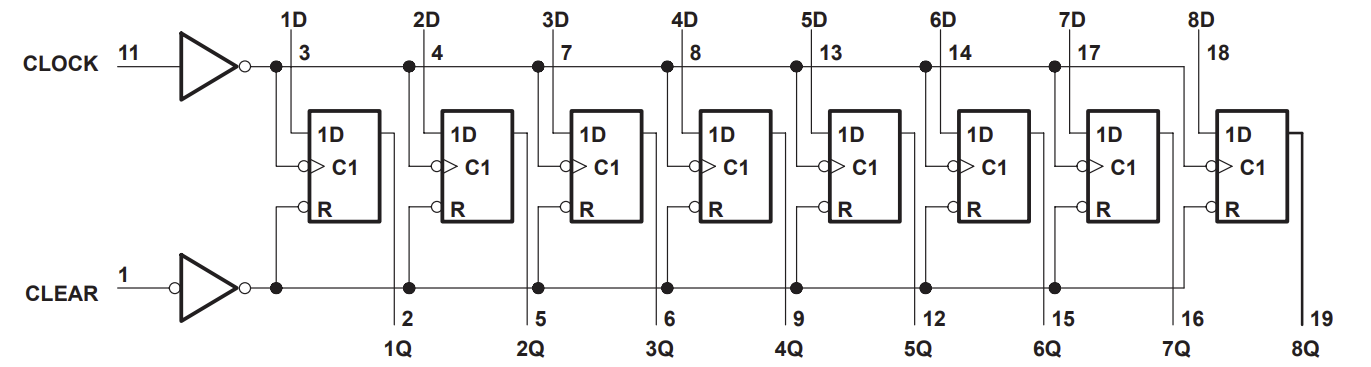 1D 2D 3D 4D 5D 6D 7D 8D
CLOCK 11 3 4 7 8 13 14 17 18
1D 1D 1D 1D 1D 1D 1D 1D
C1 C1 C1 C1 C1 C1 C1 C1
R R R R R R R R
CLEAR 1
2 5 6 9 12 15 16 19
1Q 2Q 3Q 4Q 5Q 6Q 7Q 8Q